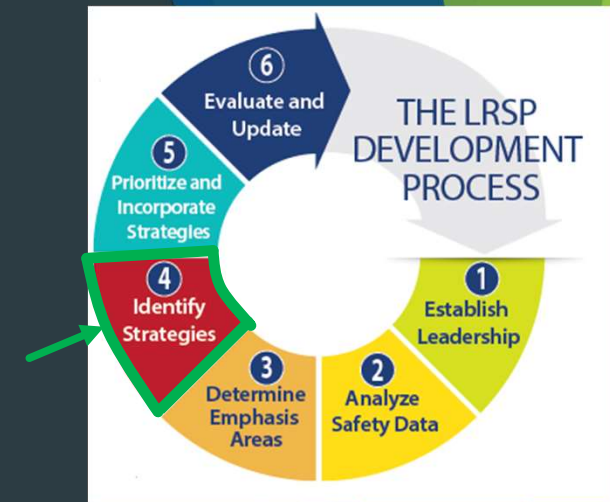 THE LRSP
DEVELOPMENT
PROCESS
1
Establish
Leadership
2
Analyze
Safety Data
3
Determine
Emphasis
Areas
4
Identify
Strategies
5
Prioritize and
Incorporate
Strategies
6
Evaluate and
Update